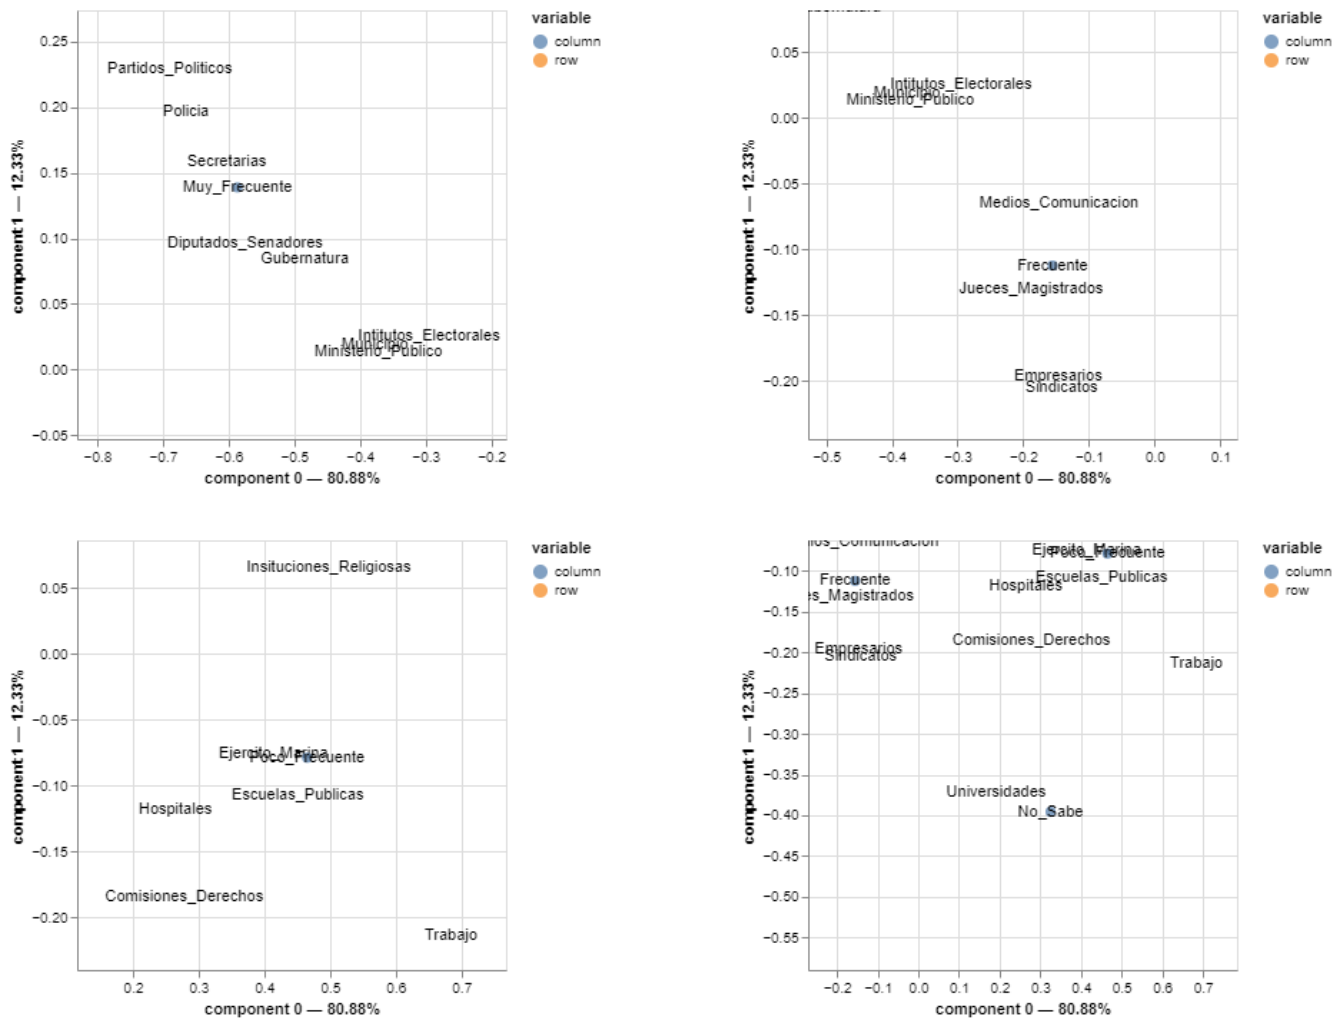 variable
column
row
0.25
0.20
0.15
0.10
0.05
0.00
−0.05
component 1 — 12.33%
Partidos_Politicos
Policia
Secretarias
Muy_Frecuente
Diputados_Senadores
Gubernatura
Intitutos_Electorales
Municipio
Ministerio_Publico
−0.8 −0.7 −0.6 −0.5 −0.4 −0.3 −0.2
component 0 — 80.88%
variable
column
row
0.05
0.00
−0.05
−0.10
−0.15
−0.20
component 1 — 12.33%
Intitutos_Electorales
Municipio
Ministerio_Publico
Medios_Comunicacion
Frecuente
Jueces_Magistrados
Empresarios
Sindicatos
−0.5 −0.4 −0.3 −0.2 −0.1 0.0 0.1
component 0 — 80.88%
variable
column
row
0.05
0.00
−0.05
−0.10
−0.15
−0.20
component 1 — 12.33%
Insituciones_Religiosas
Ejercito_Marina
Poco_Frecuente
Escuelas_Publicas
Hospitales
Comisiones_Derechos
Trabajo
0.2 0.3 0.4 0.5 0.6 0.7
component 0 — 80.88%
variable
column
row
−0.10
−0.15
−0.20
−0.25
−0.30
−0.35
−0.40
−0.45
−0.50
−0.55
component 1 — 12.33%
ios_Comunicacion
Ejercito_Marina
Poco_Frecuente
Frecuente
Escuelas_Publicas
Hospitales
es_Magistrados
Comisiones_Derechos
Empresarios
Sindicatos
Trabajo
Universidades
No_Sabe
−0.2 −0.1 0.0 0.1 0.2 0.3 0.4 0.5 0.6 0.7
component 0 — 80.88%